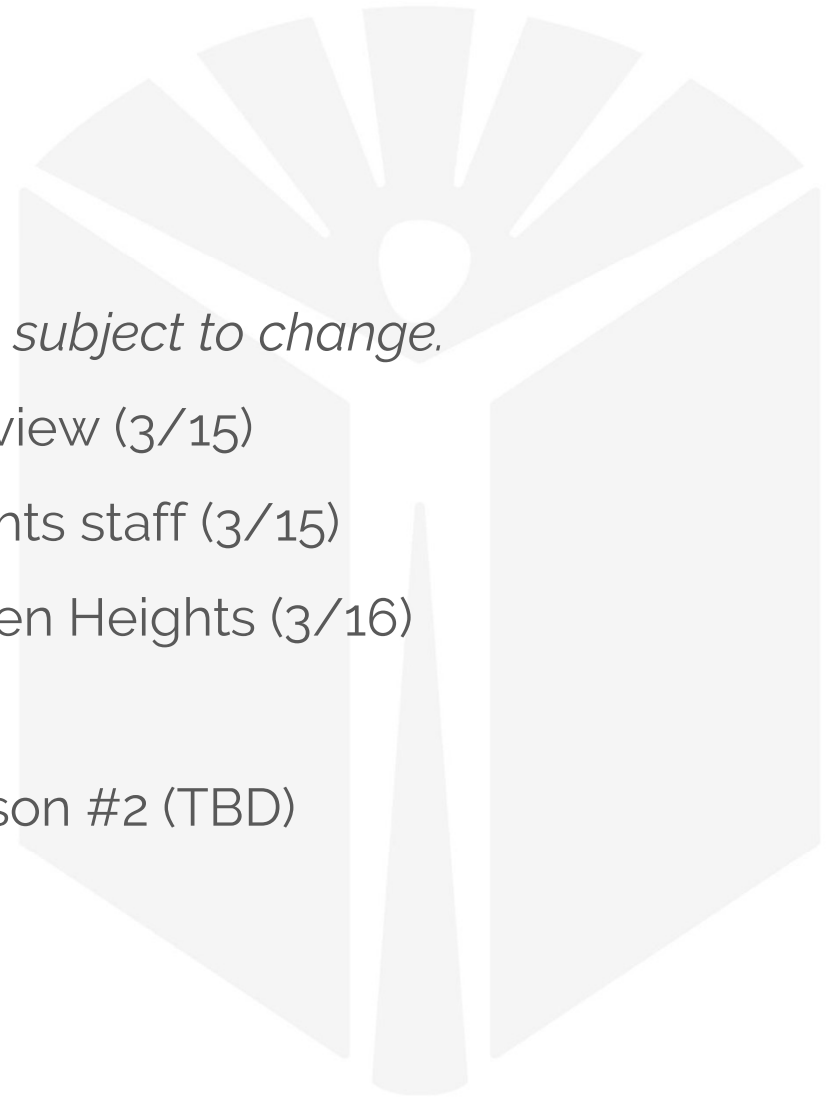 subject to change.
view (3/15)
nts staff (3/15)
en Heights (3/16)
son #2 (TBD)